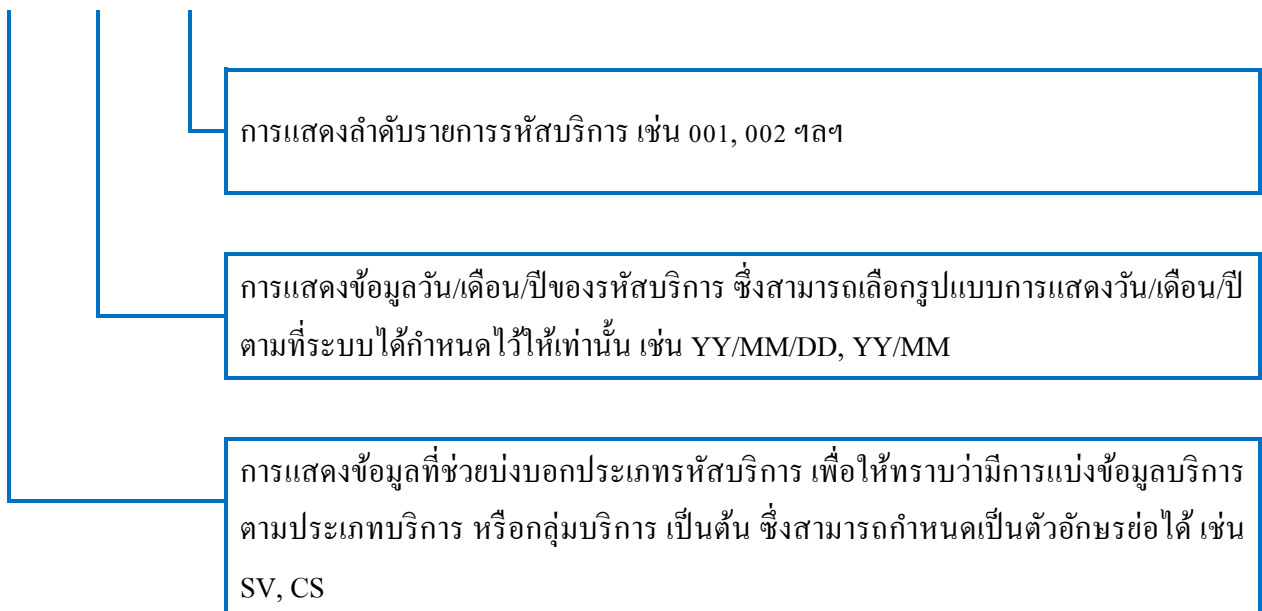 การแสดงลำดับรายการรหัสบริการ เช่น 001, 002 ฯลฯ
การแสดงข้อมูลวัน/เดือน/ปีของรหัสบริการ ซึ่งสามารถเลือกรูปแบบการแสดงวัน/เดือน/ปี
ตามที่ระบบได้กำหนดไว้ให้เท่านั้น เช่น YY/MM/DD, YY/MM
การแสดงข้อมูลที่ช่วยบ่งบอกประเภทรหัสบริการ เพื่อให้ทราบว่ามีการแบ่งข้อมูลบริการ
ตามประเภทบริการ หรือกลุ่มบริการ เป็นต้น ซึ่งสามารถกำหนดเป็นตัวอักษรย่อได้ เช่น
SV, CS